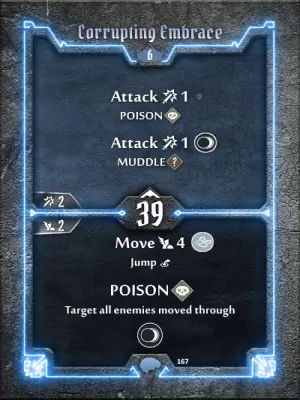 Corrupting Embrace
6
Attack 1
POISON
Attack 1
MUDDLE ?
2
39
2
Move 4
Jump
POISON
Target all enemies moved through
167